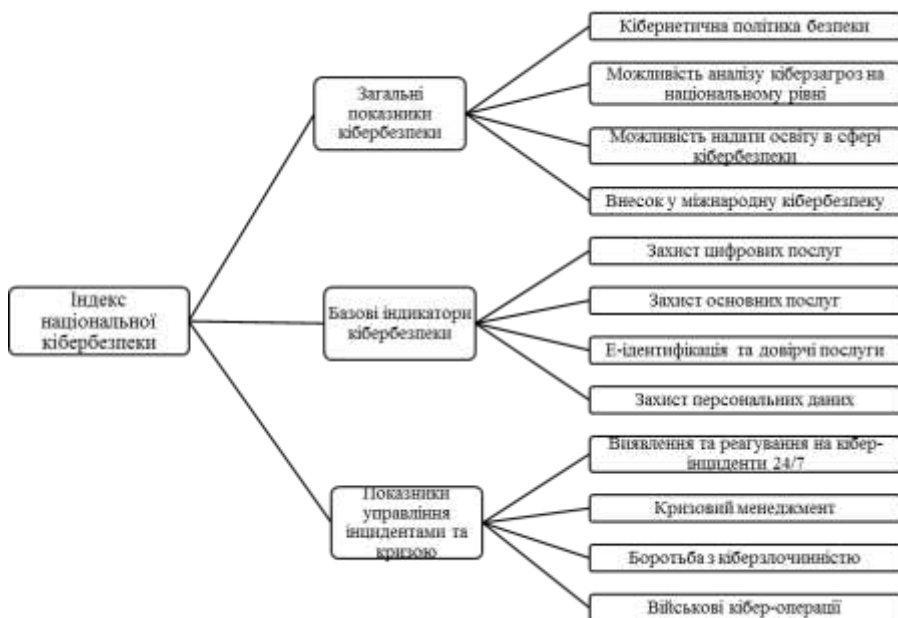 Індекс
національної
кібербезпеки
Загальні
показники
кібербезпеки
Кібернетична політика безпеки
Можливість аналізу кіберзагроз на
національному рівні
Можливість надати освіту в сфері
кібербезпеки
Внесок у міжнародну кібербезпеку
Базові індикатори
кібербезпеки
Захист цифрових послуг
Захист основних послуг
Е-ідентифікація та довірчі послуги
Захист персональних даних
Показники
управління
інцидентами та
кризою
Виявлення та реагування на кібер-
інциденти 24/7
Кризовий менеджмент
Боротьба з кіберзлочинністю
Військові кібер-операції